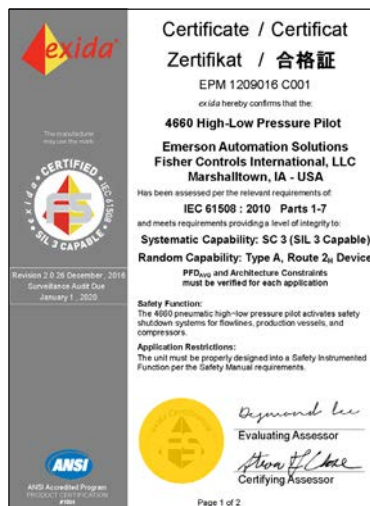 exida
The manufacturer
may use the mark:
exida CERTIFIED IEC 61508
FS
SIL 3 CAPABLE
Revision 2.0 26 December, 2016
Surveillance Audit Due
January 1, 2020
ANSI
ANSI Accredited Program
PRODUCT CERTIFICATION
Certificate / Certificat
Zertifikat / 合格証
EPM 1209016 C001
exida hereby confirms that the:
4660 High-Low Pressure Pilot
Emerson Automation Solutions
Fisher Controls International, LLC
Marshalltown, IA - USA
Has been assessed per the relevant requirements of:
IEC 61508 : 2010 Parts 1-7
and meets requirements providing a level of integrity to:
Systematic Capability: SC 3 (SIL 3 Capable)
Random Capability: Type A, Route 2H Device
PFDAVG and Architecture Constraints
must be verified for each application
Safety Function:
The 4660 pneumatic high-low pressure pilot activates safety
shutdown systems for flowlines, production vessels, and
compressors.
Application Restrictions:
The unit must be properly designed into a Safety Instrumented
Function per the Safety Manual requirements.
Evaluating Assessor
Certifying Assessor
Page 1 of 2